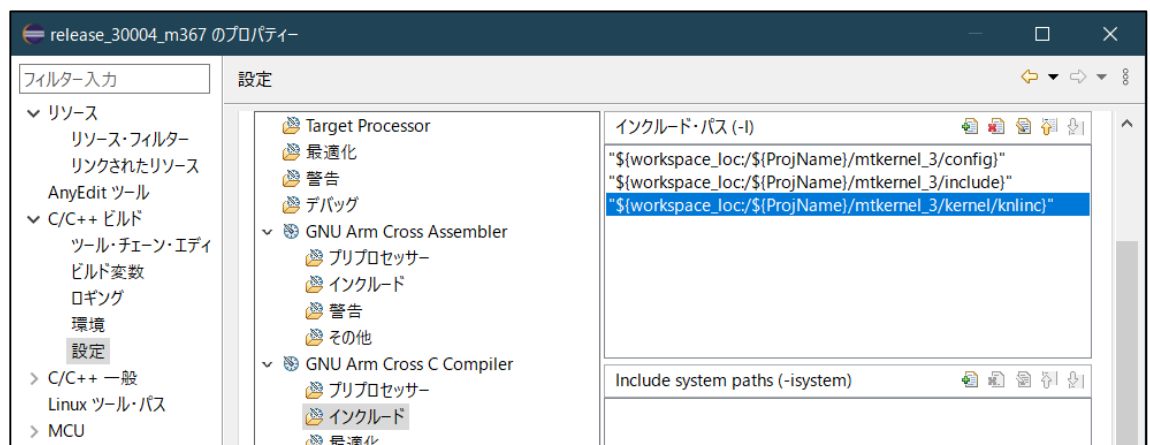 release_30004_m367 のプロパティー
フィルター入力
設定
リソース
リソース・フィルター
リンクされたリソース
AnyEdit ツール
C/C++ ビルド
ツール・チェーン・エディ
ビルド変数
ロギング
環境
設定
C/C++ 一般
Linux ツール・パス
MCU
Target Processor
最適化
警告
デバッグ
GNU Arm Cross Assembler
プリプロセッサー
インクルード
警告
その他
GNU Arm Cross C Compiler
プリプロセッサー
インクルード
最適化
インクルード・パス (-I)
"${workspace_loc:/${ProjName}/mtkernel_3/config}"
"${workspace_loc:/${ProjName}/mtkernel_3/include}"
"${workspace_loc:/${ProjName}/mtkernel_3/kernel/knlinc}"
Include system paths (-isystem)